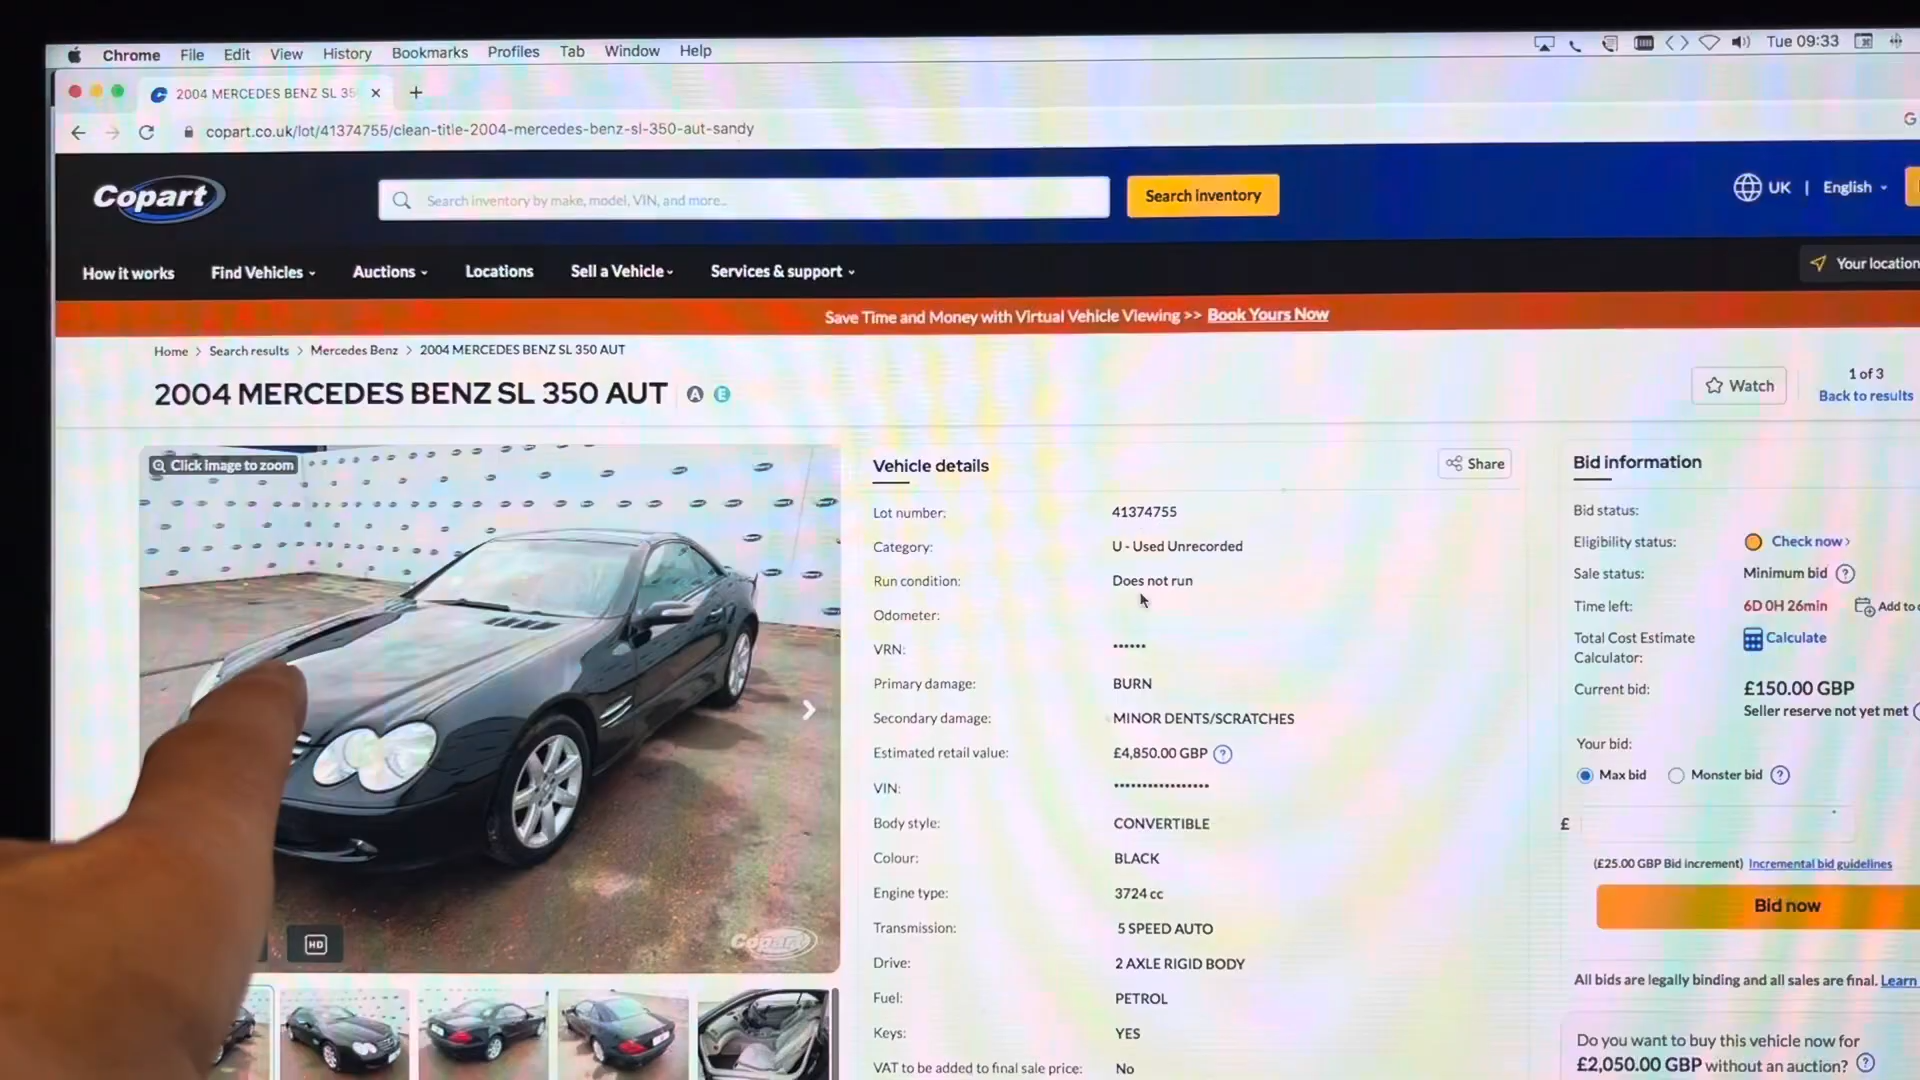 Chrome File Edit View History Bookmarks Profiles Tab Window Help Tue 09:33
2004 MERCEDES BENZ SL 35
copart.co.uk/lot/41374755/clean-title-2004-mercedes-benz-sl-350-aut-sandy
G
Copart
Search inventory by make, model, VIN, and more..
Search inventory
UK | English
How it works Find Vehicles Auctions Locations Sell a Vehicle Services & support
Your location
Save Time and Money with Virtual Vehicle Viewing >> Book Yours Now
Home > Search results > Mercedes Benz > 2004 MERCEDES BENZ SL 350 AUT
2004 MERCEDES BENZ SL 350 AUT A E
Watch
1 of 3
Back to results
Click image to zoom
HD
Copart
Vehicle details
Share
Lot number: 41374755
Category: U - Used Unrecorded
Run condition: Does not run
Odometer:
VRN: ••••••
Primary damage: BURN
Secondary damage: MINOR DENTS/SCRATCHES
Estimated retail value: £4,850.00 GBP ?
VIN: •••••••••••••••••
Body style: CONVERTIBLE
Colour: BLACK
Engine type: 3724 cc
Transmission: 5 SPEED AUTO
Drive: 2 AXLE RIGID BODY
Fuel: PETROL
Keys: YES
VAT to be added to final sale price: No
Bid information
Bid status:
Eligibility status: Check now >
Sale status: Minimum bid ?
Time left: 6D 0H 26min Add to
Total Cost Estimate
Calculator: Calculate
Current bid: £150.00 GBP
Seller reserve not yet met
Your bid:
Max bid Monster bid ?
£
(£25.00 GBP Bid increment) Incremental bid guidelines
Bid now
All bids are legally binding and all sales are final. Learn
Do you want to buy this vehicle now for
£2,050.00 GBP without an auction? ?